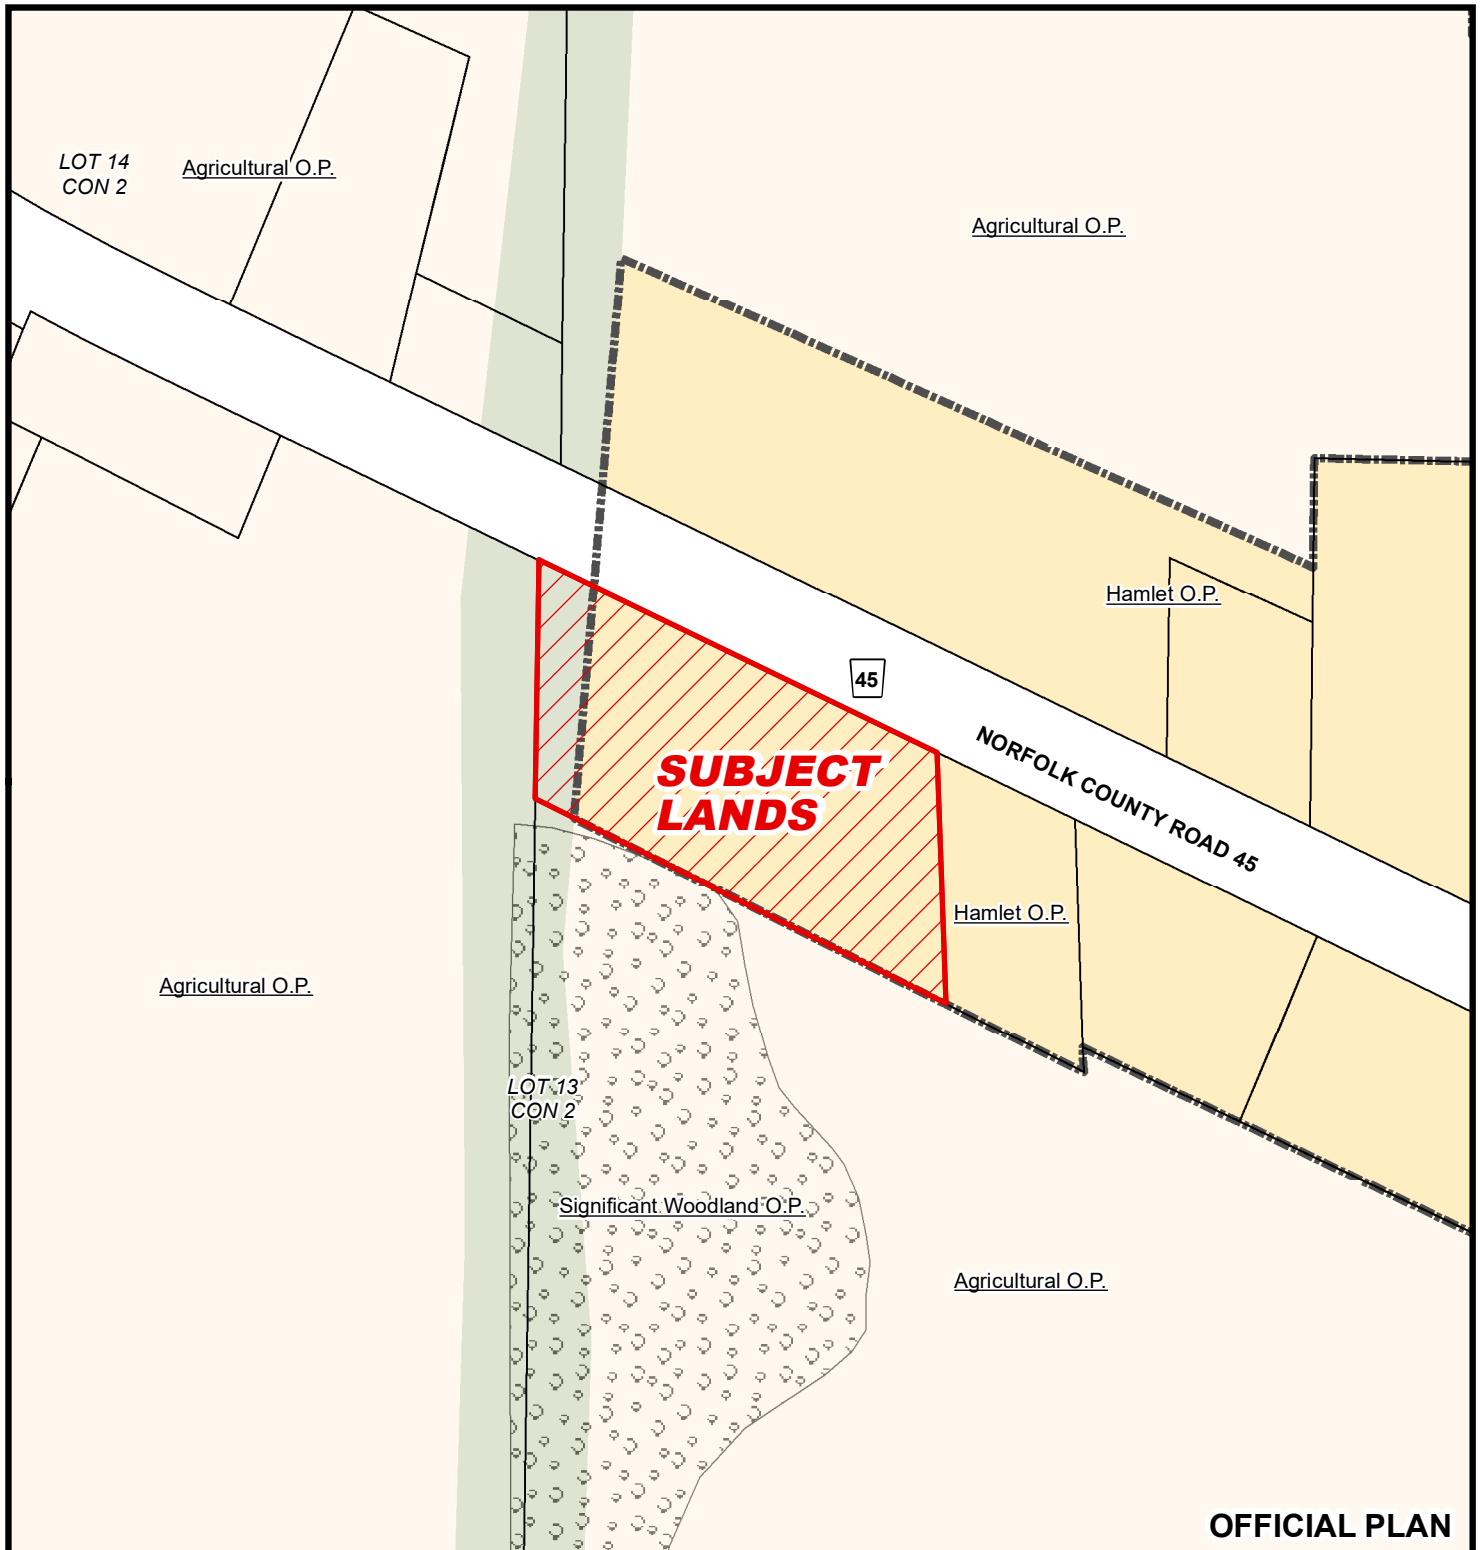 LOT 14
CON 2
Agricultural O.P.
Agricultural O.P.
Hamlet O.P.
45
NORFOLK COUNTY ROAD 45
SUBJECT
LANDS
Hamlet O.P.
Agricultural O.P.
LOT 13
CON 2
Significant Woodland O.P.
Agricultural O.P.
OFFICIAL PLAN